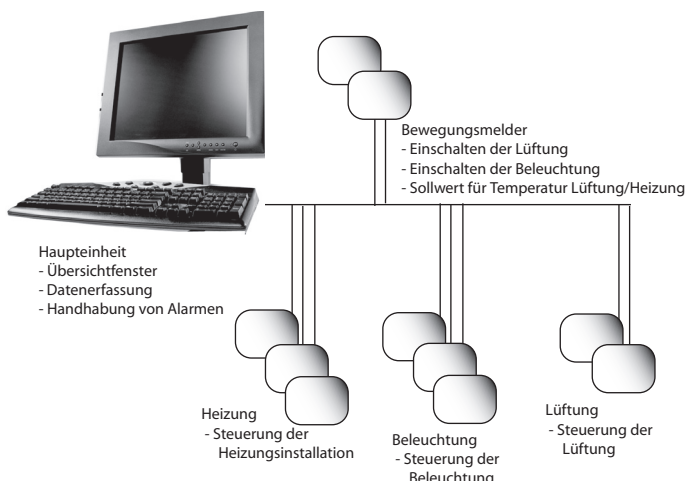 Bewegungsmelder
- Einschalten der Lüftung
- Einschalten der Beleuchtung
- Sollwert für Temperatur Lüftung/Heizung
Haupteinheit
- Übersichtfenster
- Datenerfassung
- Handhabung von Alarmen
Heizung
- Steuerung der
Heizungsinstallation
Beleuchtung
- Steuerung der
Beleuchtung
Lüftung
- Steuerung der
Lüftung